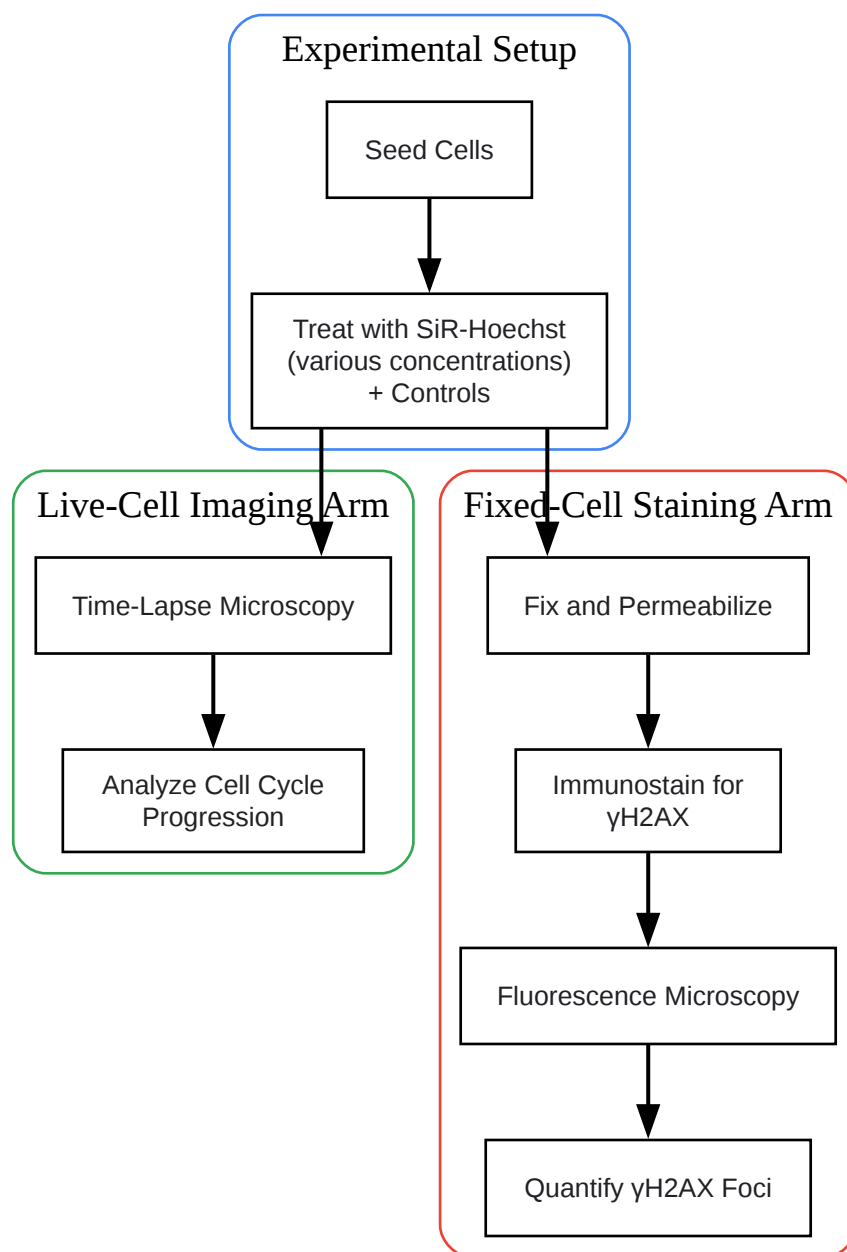 Experimental Setup
Seed Cells
Treat with SiR-Hoechst
(various concentrations)
+ Controls
Live-Cell Imaging Arm
Time-Lapse Microscopy
Analyze Cell Cycle
Progression
Fixed-Cell Staining Arm
Fix and Permeabilize
Immunostain for
γH2AX
Fluorescence Microscopy
Quantify γH2AX Foci